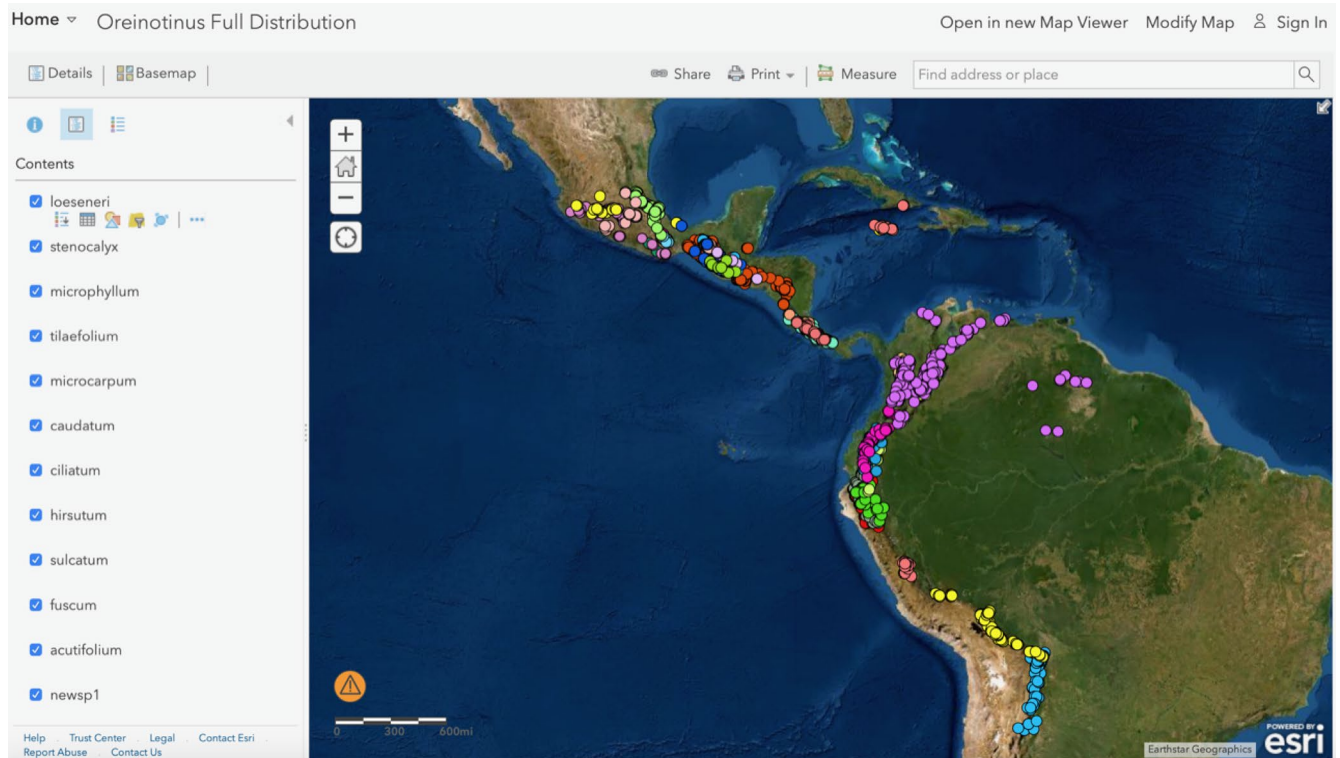 Home Oreinotinus Full Distribution Open in new Map Viewer Modify Map Sign In
Details Basemap Share Print Measure Find address or place
Contents
loeseneri
stenocalyx
microphyllum
tilaefolium
microcarpum
caudatum
ciliatum
hirsutum
sulcatum
fuscum
acutifolium
newsp1
Help Trust Center Legal Contact Esri
Report Abuse Contact Us
0 300 600mi
Earthstar Geographics
POWERED BY
esri